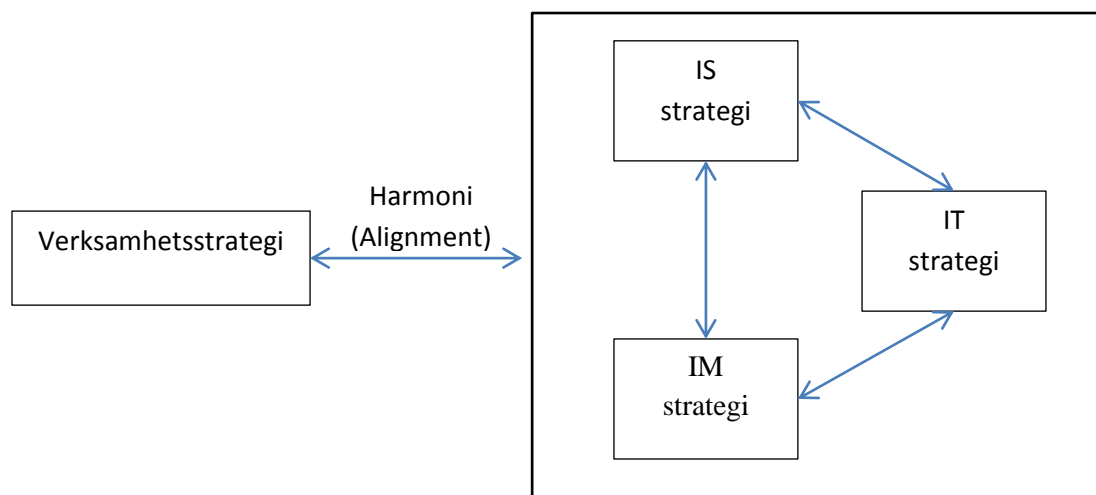 Verksamhetsstrategi
Harmoni
(Alignment)
IS
strategi
IT
strategi
IM
strategi